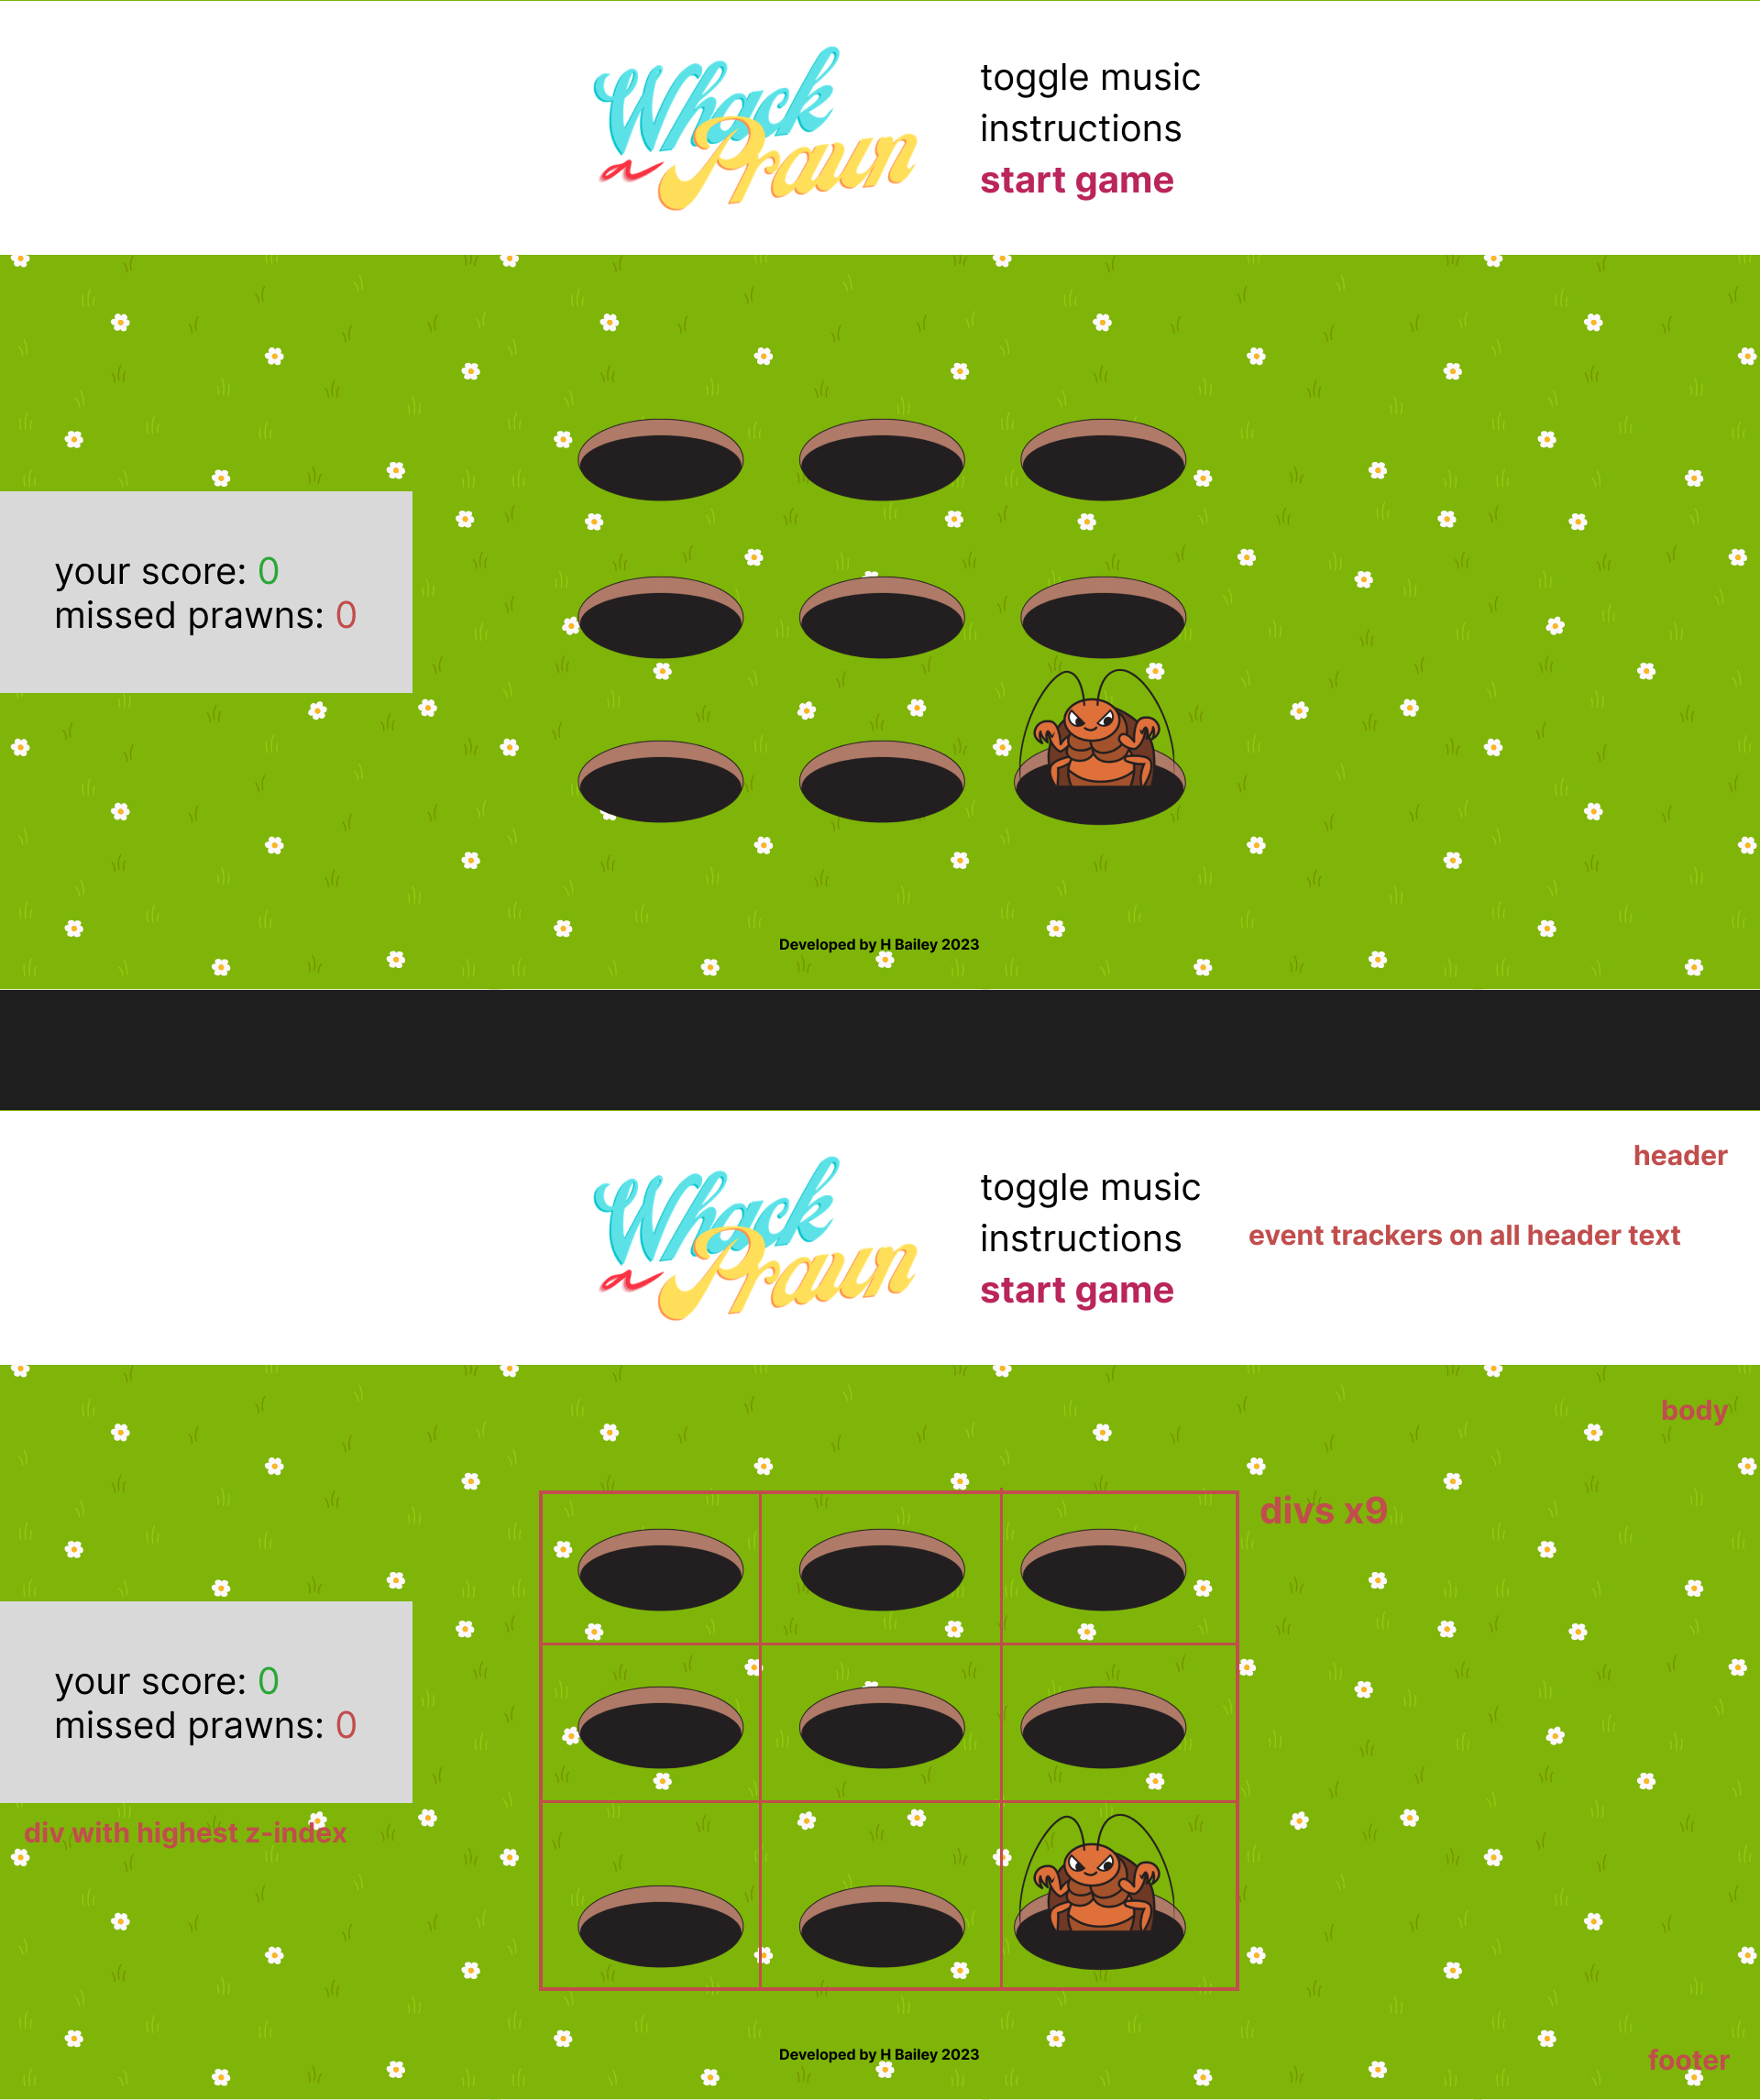 Whack
a Prawn
toggle music
instructions
start game
your score: 0
missed prawns: 0
Developed by H Bailey 2023
header
Whack
a Prawn
toggle music
instructions
start game
event trackers on all header text
body
divs x9
your score: 0
missed prawns: 0
div with highest z-index
Developed by H Bailey 2023
footer